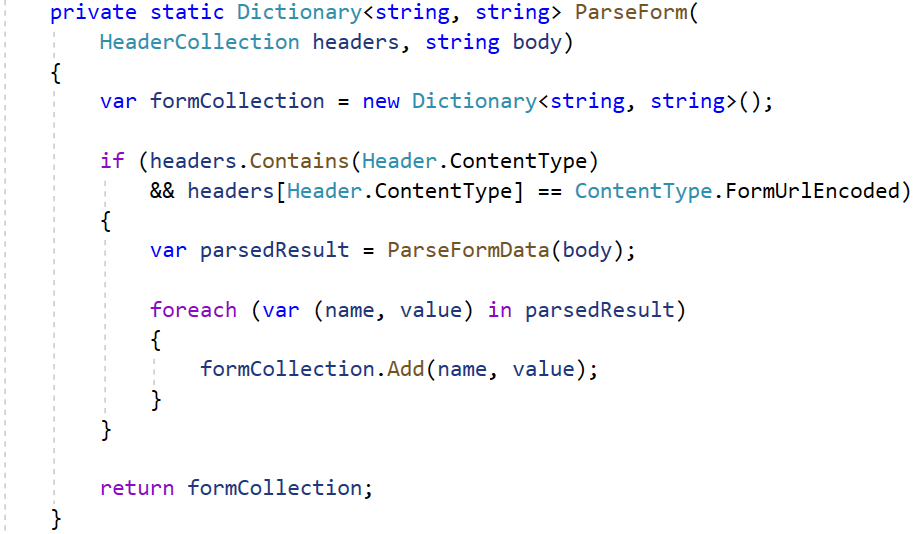 private static Dictionary<string, string> ParseForm(
    HeaderCollection headers, string body)
{
    var formCollection = new Dictionary<string, string>();

    if (headers.Contains(Header.ContentType)
        && headers[Header.ContentType] == ContentType.FormUrlEncoded)
    {
        var parsedResult = ParseFormData(body);

        foreach (var (name, value) in parsedResult)
        {
            formCollection.Add(name, value);
        }
    }

    return formCollection;
}